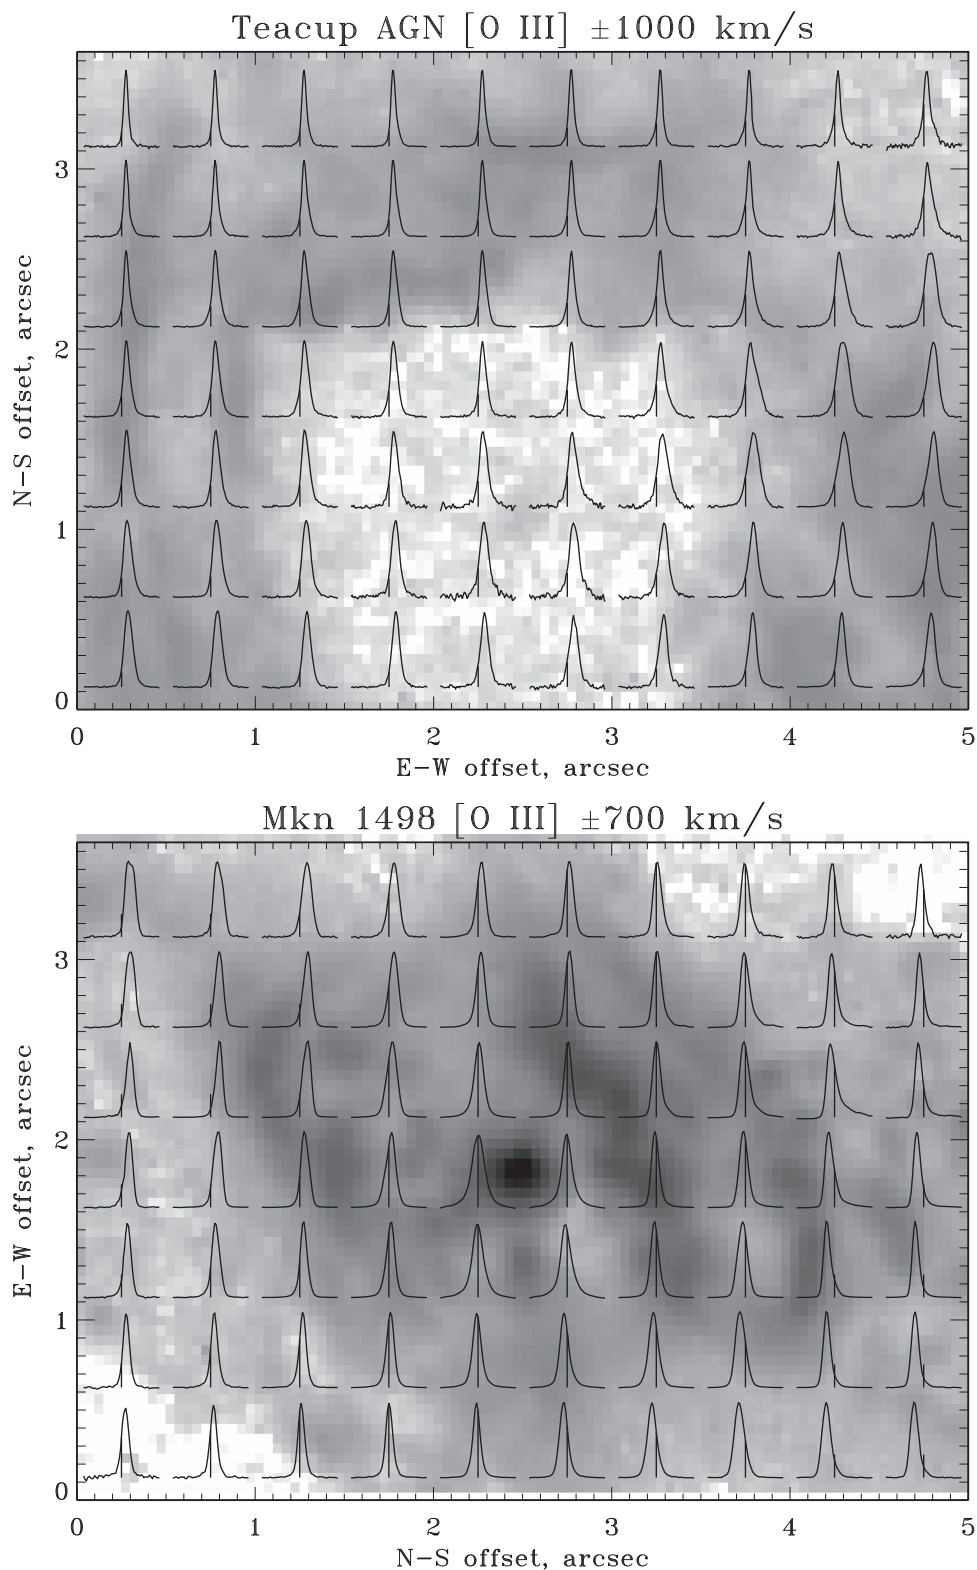 Teacup AGN [O III] ±1000 km/s
3
2
1
0
N−S offset, arcsec
0 1 2 3 4 5
E−W offset, arcsec
Mkn 1498 [O III] ±700 km/s
3
2
1
0
E−W offset, arcsec
0 1 2 3 4 5
N−S offset, arcsec